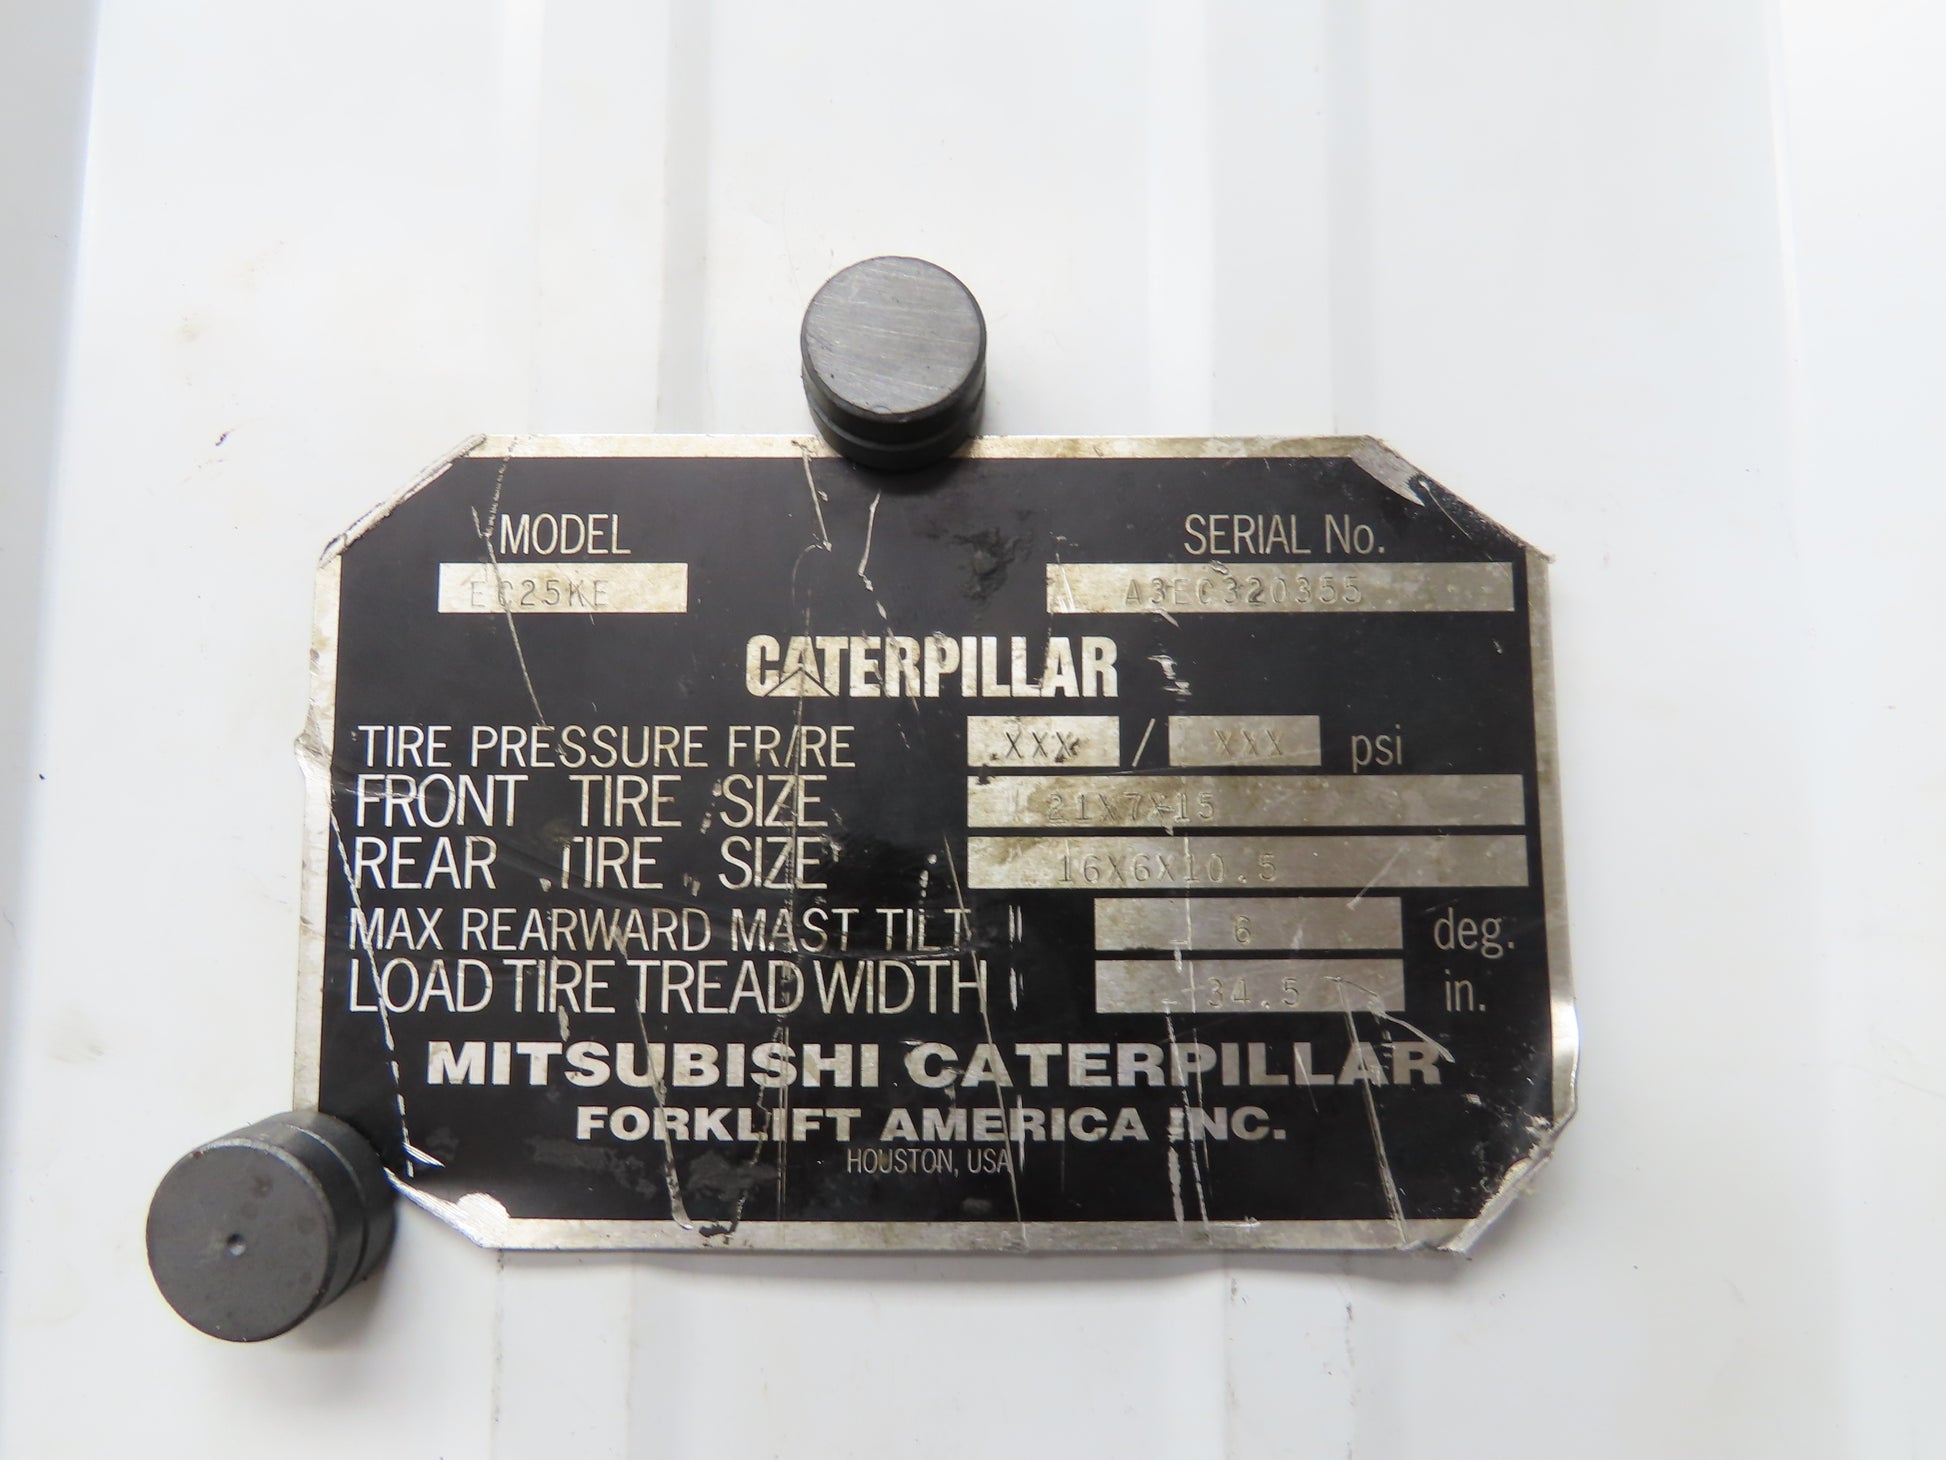 MODEL SERIAL No.
EC25KE A3EC320355
CATERPILLAR
TIRE PRESSURE FR/RE XXX / XXX psi
FRONT TIRE SIZE 21X7X15
REAR TIRE SIZE 16X6X10.5
MAX REARWARD MAST TILT 6 deg.
LOAD TIRE TREAD WIDTH 34.5 in.
MITSUBISHI CATERPILLAR
FORKLIFT AMERICA INC.
HOUSTON, USA